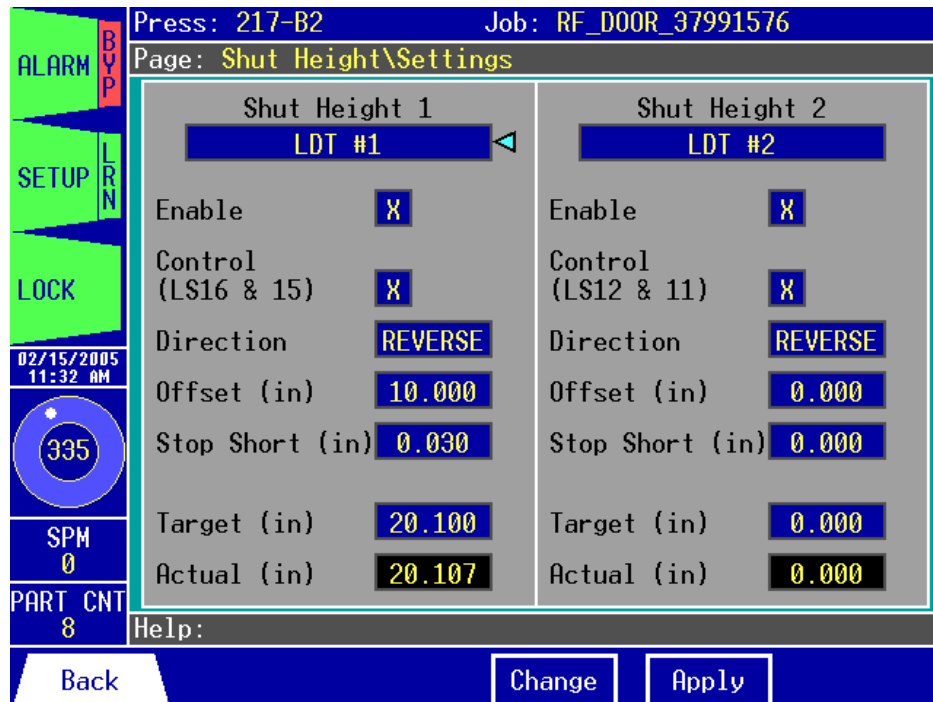 Press: 217-B2 Job: RF_DOOR_37991576
Page: Shut Height\Settings
ALARM
BYP
SETUP
LRN
LOCK
02/15/2005
11:32 AM
335
SPM
0
PART CNT
8
Shut Height 1
LDT #1
Enable X
Control
(LS16 & 15) X
Direction REVERSE
Offset (in) 10.000
Stop Short (in) 0.030
Target (in) 20.100
Actual (in) 20.107
Shut Height 2
LDT #2
Enable X
Control
(LS12 & 11) X
Direction REVERSE
Offset (in) 0.000
Stop Short (in) 0.000
Target (in) 0.000
Actual (in) 0.000
Help:
Back Change Apply